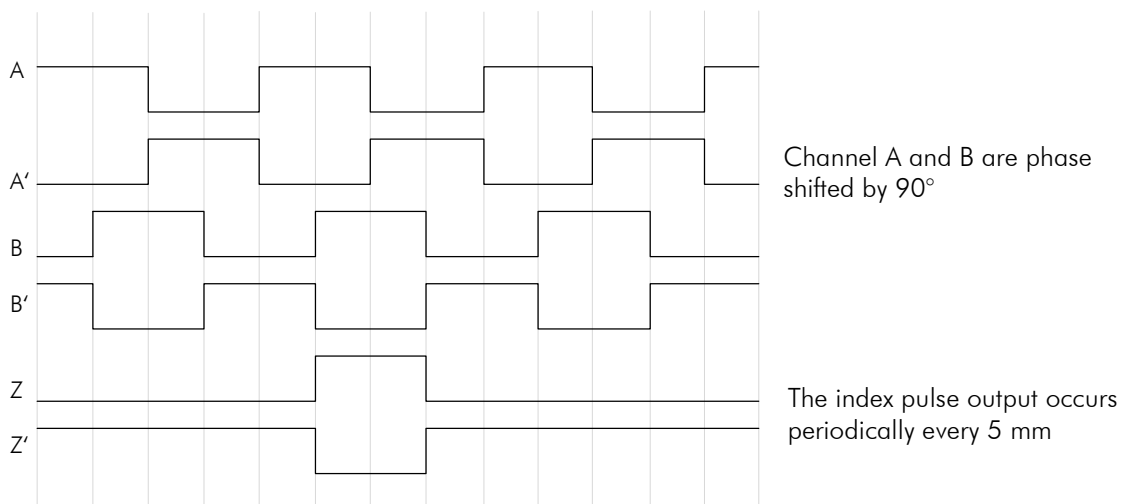 A
A‘
Channel A and B are phase
shifted by 90°
B
B‘
Z
The index pulse output occurs
periodically every 5 mm
Z‘